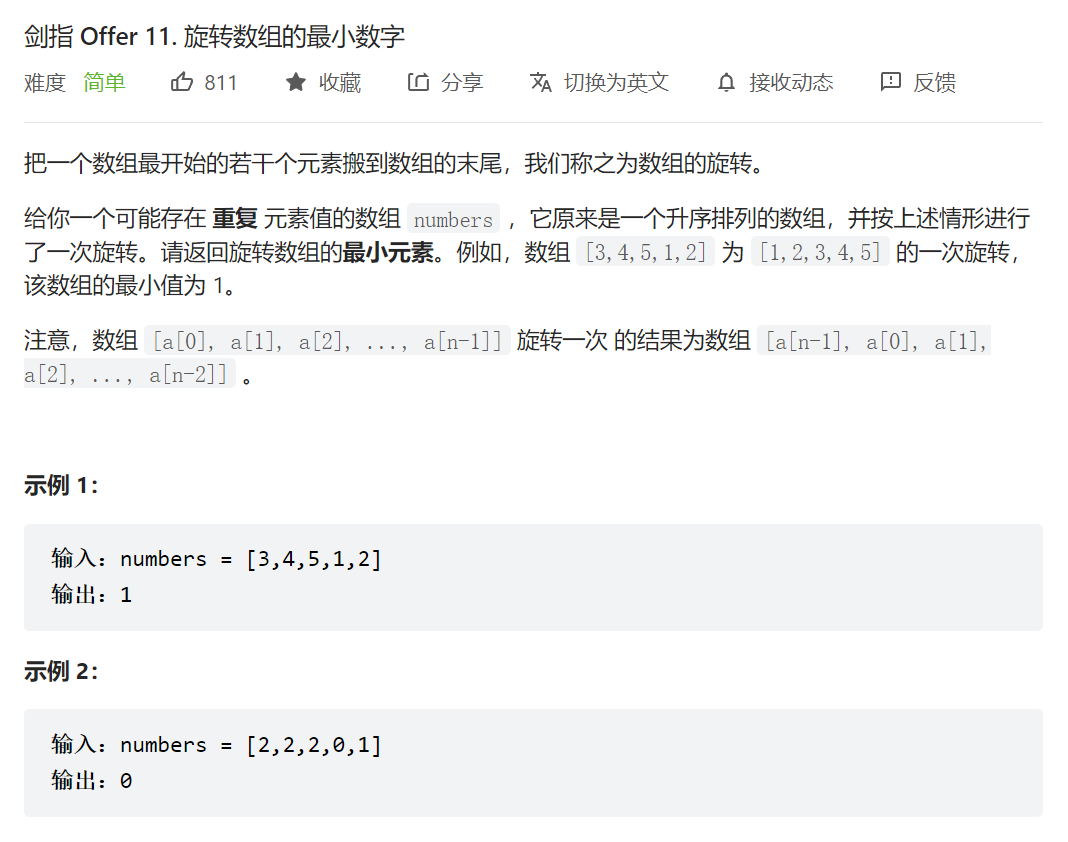 剑指 Offer 11. 旋转数组的最小数字
难度 简单 811 收藏 分享 切换为英文 接收动态 反馈
把一个数组最开始的若干个元素搬到数组的末尾，我们称之为数组的旋转。
给你一个可能存在 重复 元素值的数组 numbers ，它原来是一个升序排列的数组，并按上述情形进行
了一次旋转。请返回旋转数组的最小元素。例如，数组 [3,4,5,1,2] 为 [1,2,3,4,5] 的一次旋转，
该数组的最小值为 1。
注意，数组 [a[0], a[1], a[2], ..., a[n-1]] 旋转一次 的结果为数组 [a[n-1], a[0], a[1],
a[2], ..., a[n-2]] 。
示例 1：
输入：numbers = [3,4,5,1,2]
输出：1
示例 2：
输入：numbers = [2,2,2,0,1]
输出：0